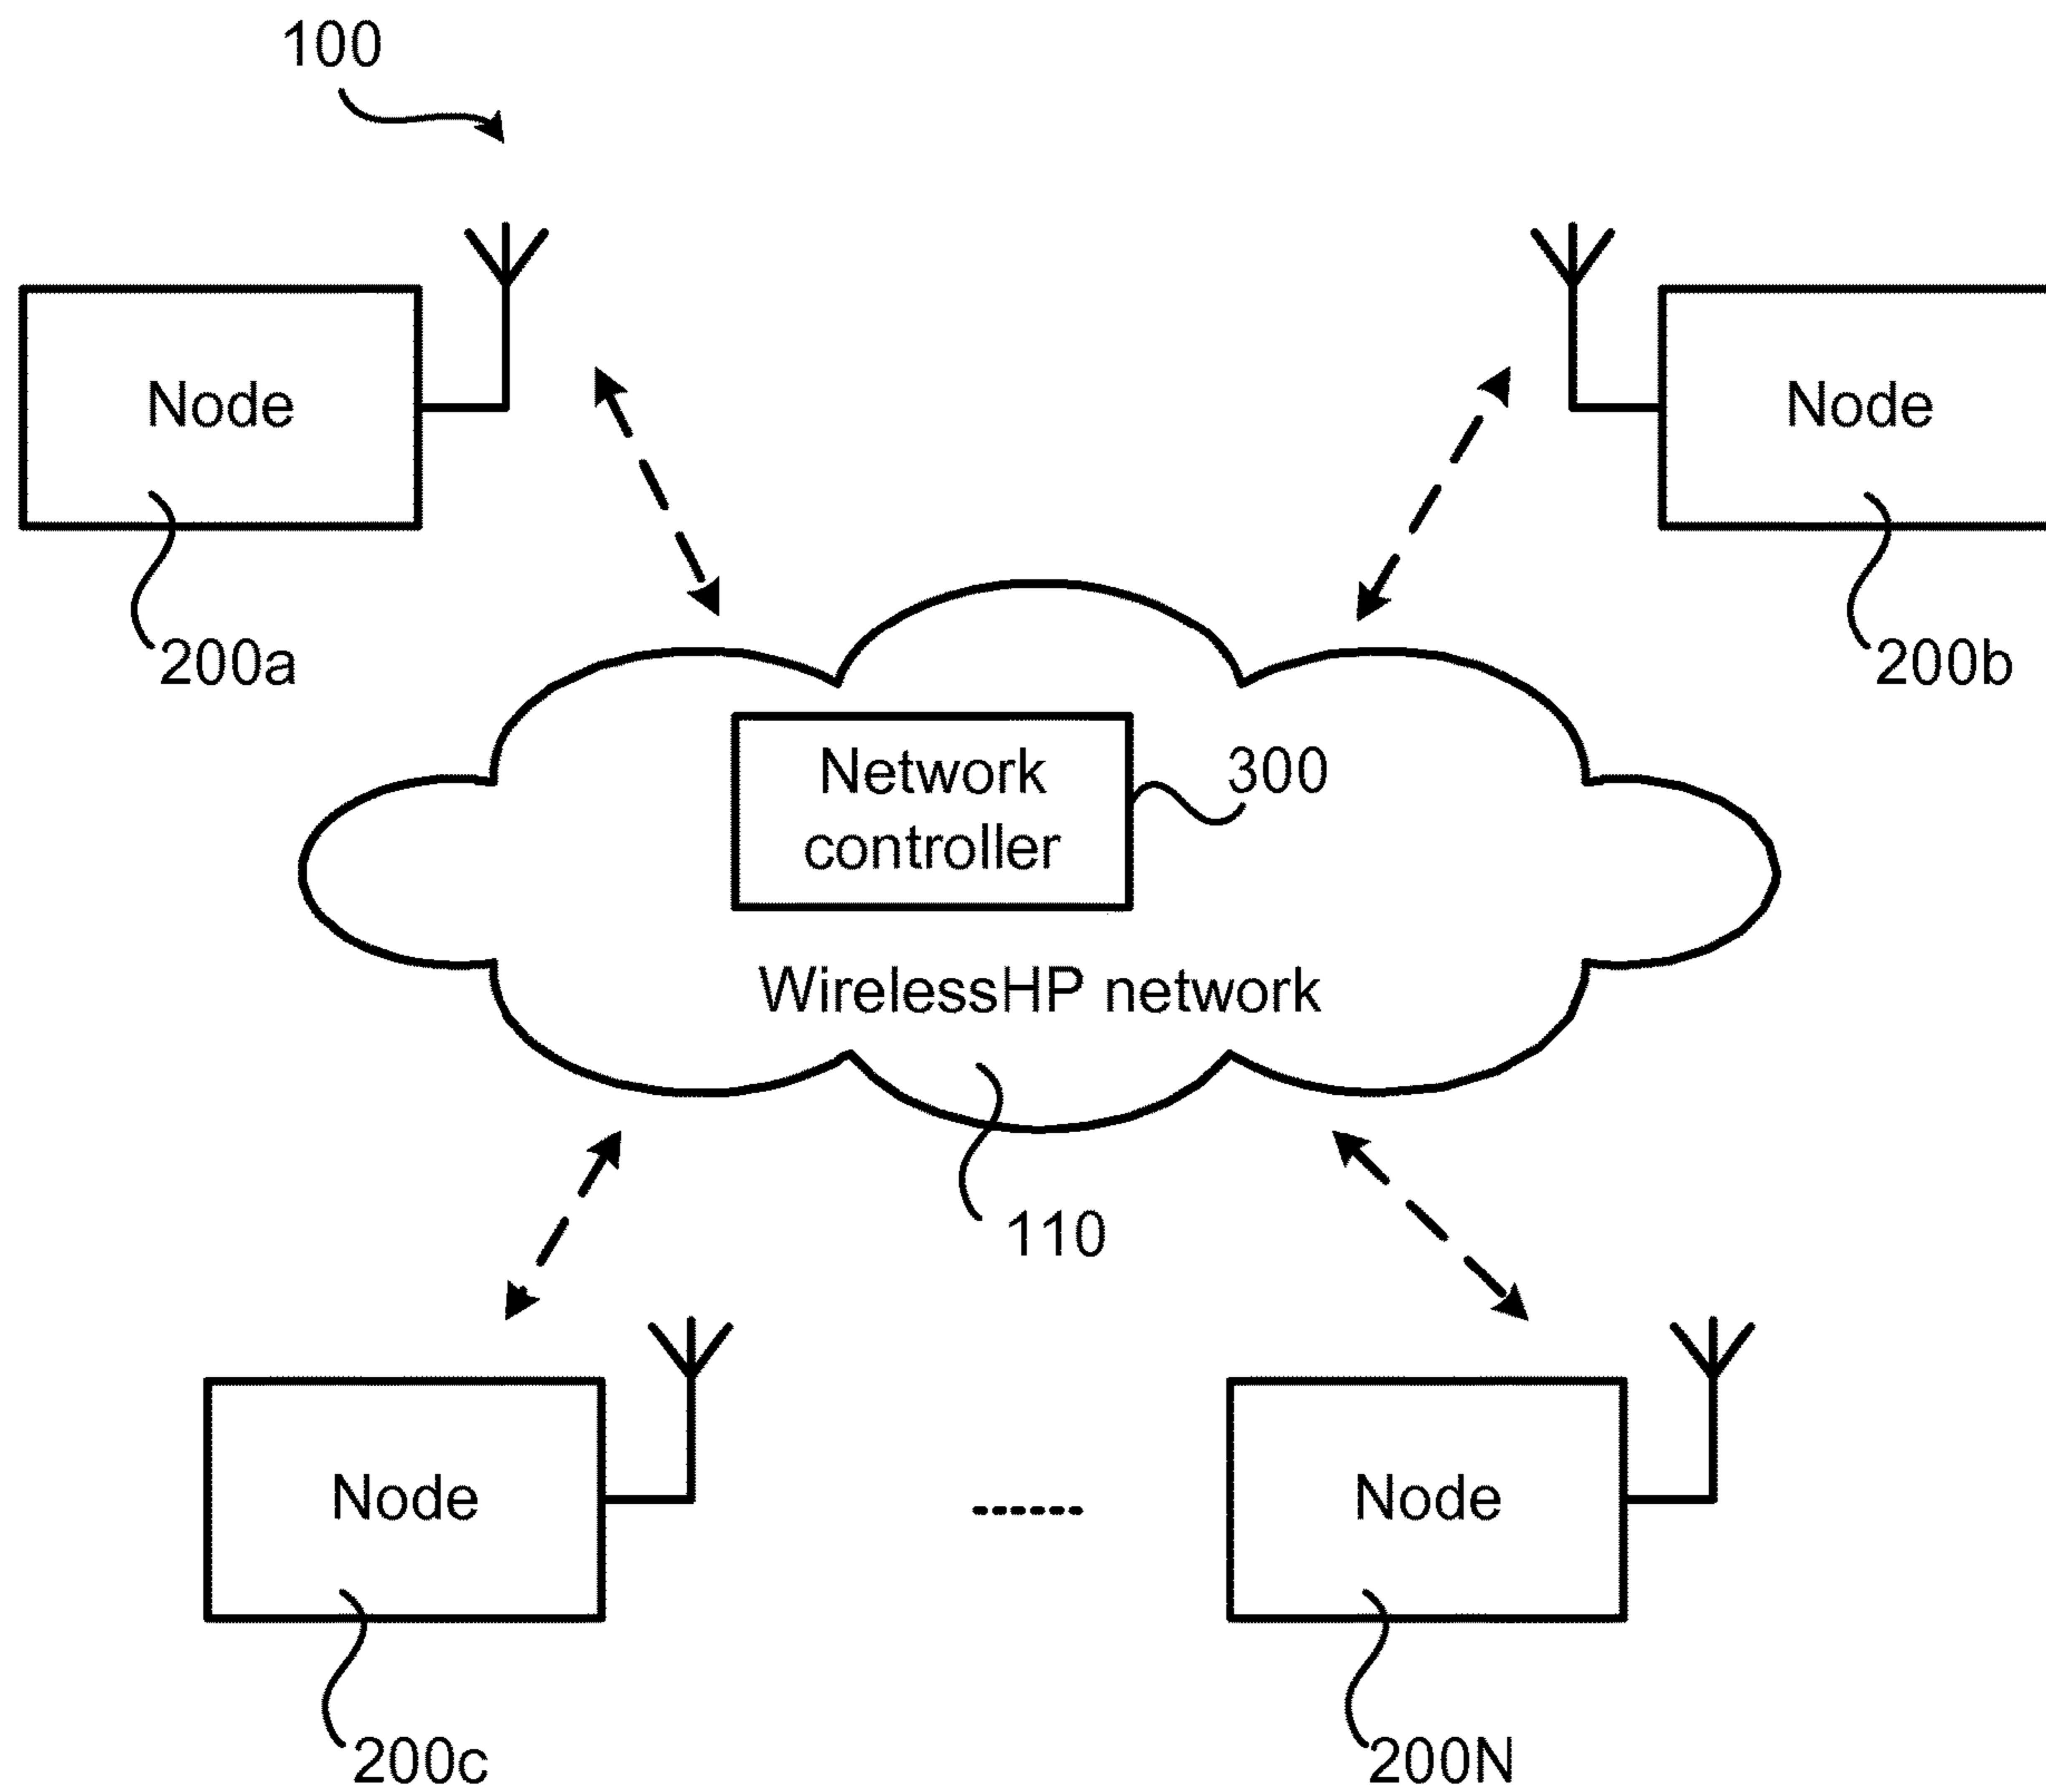 100
Node
Node
200a
200b
Network
controller
300
WirelessHP network
110
Node
Node
200c
200N